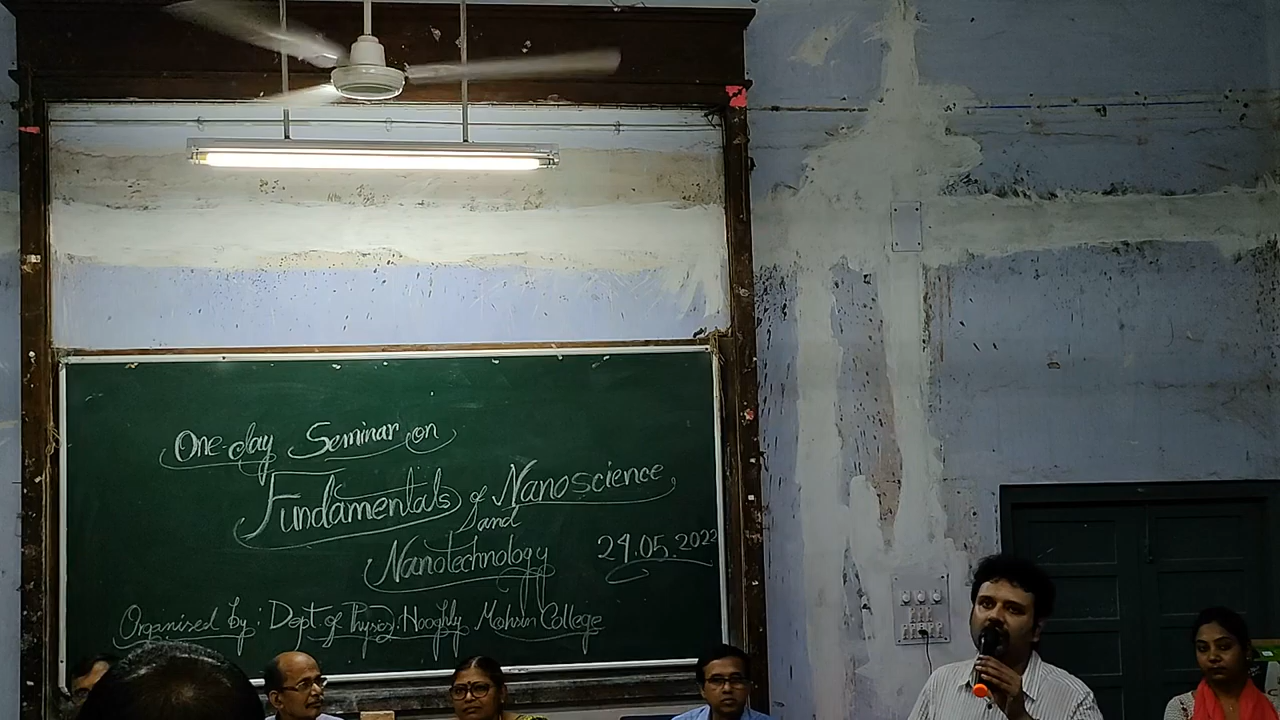 One-day Seminar on
Fundamentals of Nanoscience
and
Nanotechnology
24.05.2022
Organised by: Dept. of Physics: Hooghly Mohsin College